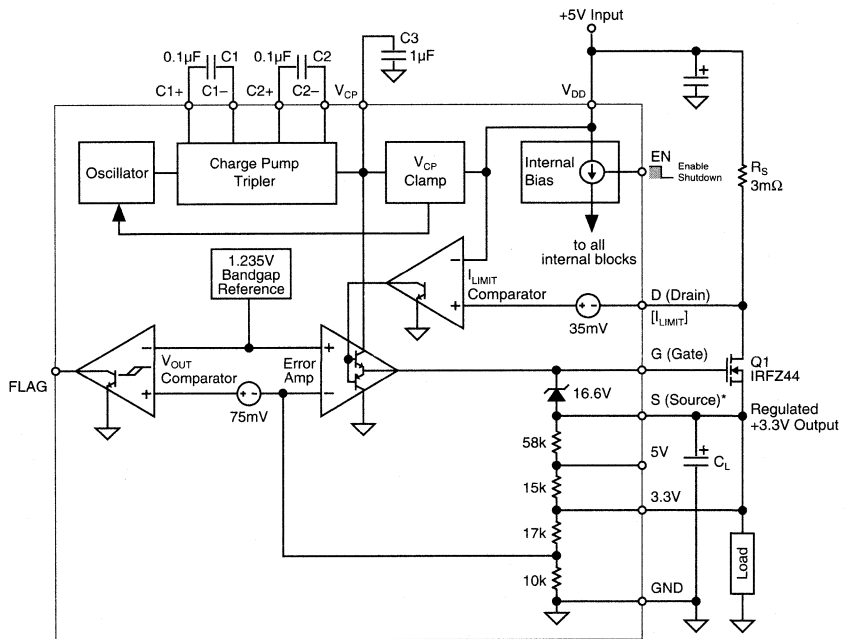 +5V Input
C3
1µF
0.1µF
C1
0.1µF
C2
C1+
C1–
C2+
C2–
VCP
VDD
Oscillator
Charge Pump
Tripler
VCP
Clamp
Internal
Bias
EN
Enable
Shutdown
RS
3mΩ
to all
internal blocks
1.235V
Bandgap
Reference
–
ILIMIT
Comparator
+
35mV
D (Drain)
[ILIMIT]
FLAG
–
VOUT
Comparator
+
75mV
Error
Amp
+
–
G (Gate)
Q1
IRFZ44
16.6V
S (Source)*
Regulated
+3.3V Output
58k
5V
+
CL
15k
3.3V
17k
10k
GND
Load